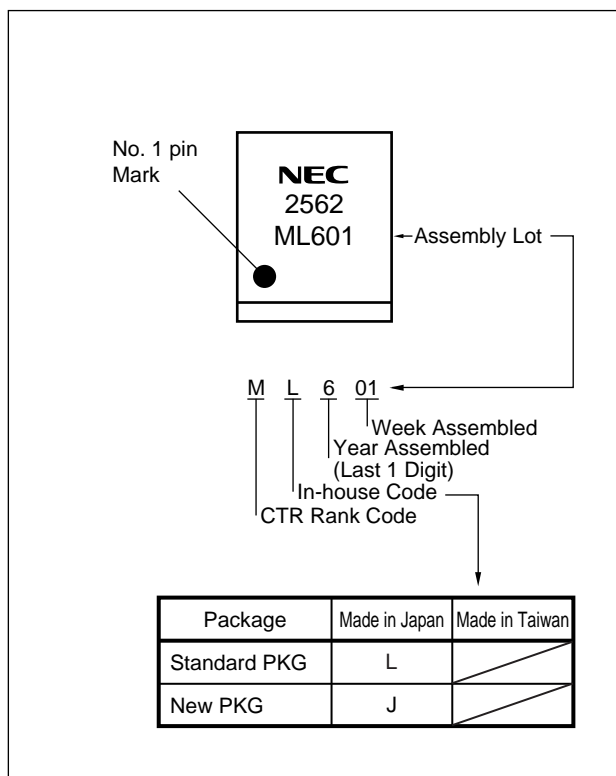 No. 1 pin
Mark
NEC
2562
ML601
Assembly Lot
M L 6 01
Week Assembled
Year Assembled
(Last 1 Digit)
In-house Code
CTR Rank Code
Package Made in Japan Made in Taiwan
Standard PKG L
New PKG J